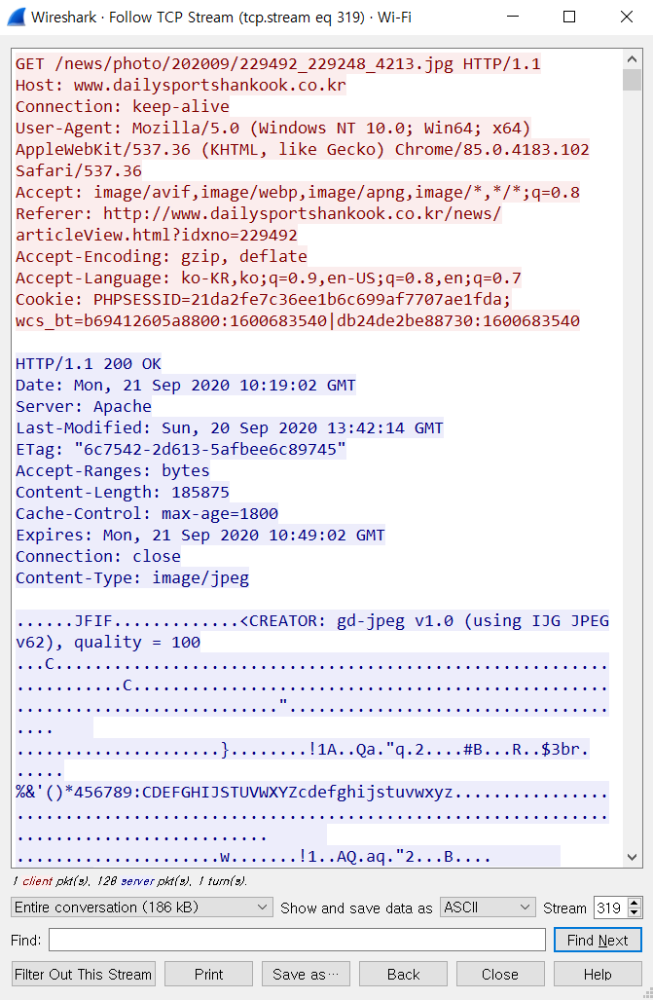 Wireshark · Follow TCP Stream (tcp.stream eq 319) · Wi-Fi
GET /news/photo/202009/229492_229248_4213.jpg HTTP/1.1
Host: www.dailysportshankook.co.kr
Connection: keep-alive
User-Agent: Mozilla/5.0 (Windows NT 10.0; Win64; x64)
AppleWebKit/537.36 (KHTML, like Gecko) Chrome/85.0.4183.102
Safari/537.36
Accept: image/avif,image/webp,image/apng,image/*,*/*;q=0.8
Referer: http://www.dailysportshankook.co.kr/news/
articleView.html?idxno=229492
Accept-Encoding: gzip, deflate
Accept-Language: ko-KR,ko;q=0.9,en-US;q=0.8,en;q=0.7
Cookie: PHPSESSID=21da2fe7c36ee1b6c699af7707ae1fda;
wcs_bt=b69412605a8800:1600683540|db24de2be88730:1600683540
HTTP/1.1 200 OK
Date: Mon, 21 Sep 2020 10:19:02 GMT
Server: Apache
Last-Modified: Sun, 20 Sep 2020 13:42:14 GMT
ETag: "6c7542-2d613-5afbee6c89745"
Accept-Ranges: bytes
Content-Length: 185875
Cache-Control: max-age=1800
Expires: Mon, 21 Sep 2020 10:49:02 GMT
Connection: close
Content-Type: image/jpeg
......JFIF.............<CREATOR: gd-jpeg v1.0 (using IJG JPEG
v62), quality = 100
...C.........................................................
...........C.................................................
...........................".................................
....
.....................}........!1A..Qa."q.2....#B...R..$3br.
.....
%&'()*456789:CDEFGHIJSTUVWXYZcdefghijstuvwxyz................
.............................................................
..........................
.....................w.......!1..AQ.aq."2...B....
1 client pkt(s), 128 server pkt(s), 1 turn(s).
Entire conversation (186 kB) Show and save data as ASCII Stream 319
Find: Find Next
Filter Out This Stream Print Save as… Back Close Help